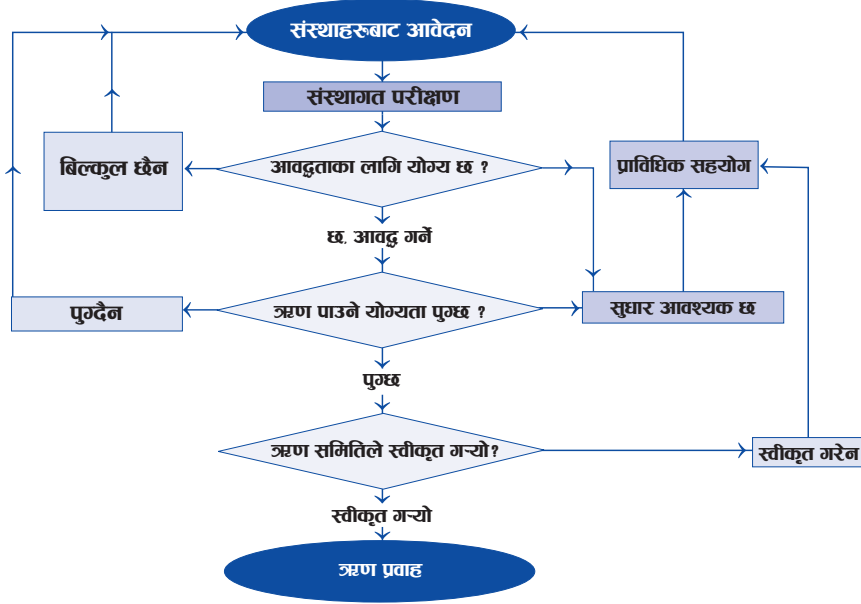 संस्थाहरुबाट आवेदन
संस्थागत परीक्षण
आवद्धताका लागि योग्य छ ?
बिल्कुल छैन
प्राविधिक सहयोग
छ. आवद्ध गर्ने
पुग्दैन
ऋण पाउने योग्यता पुग्छ ?
सुधार आवश्यक छ
पुग्छ
ऋण समितिले स्वीकृत गऱ्यो?
स्वीकृत गरेन
स्वीकृत गऱ्यो
ऋण प्रवाह